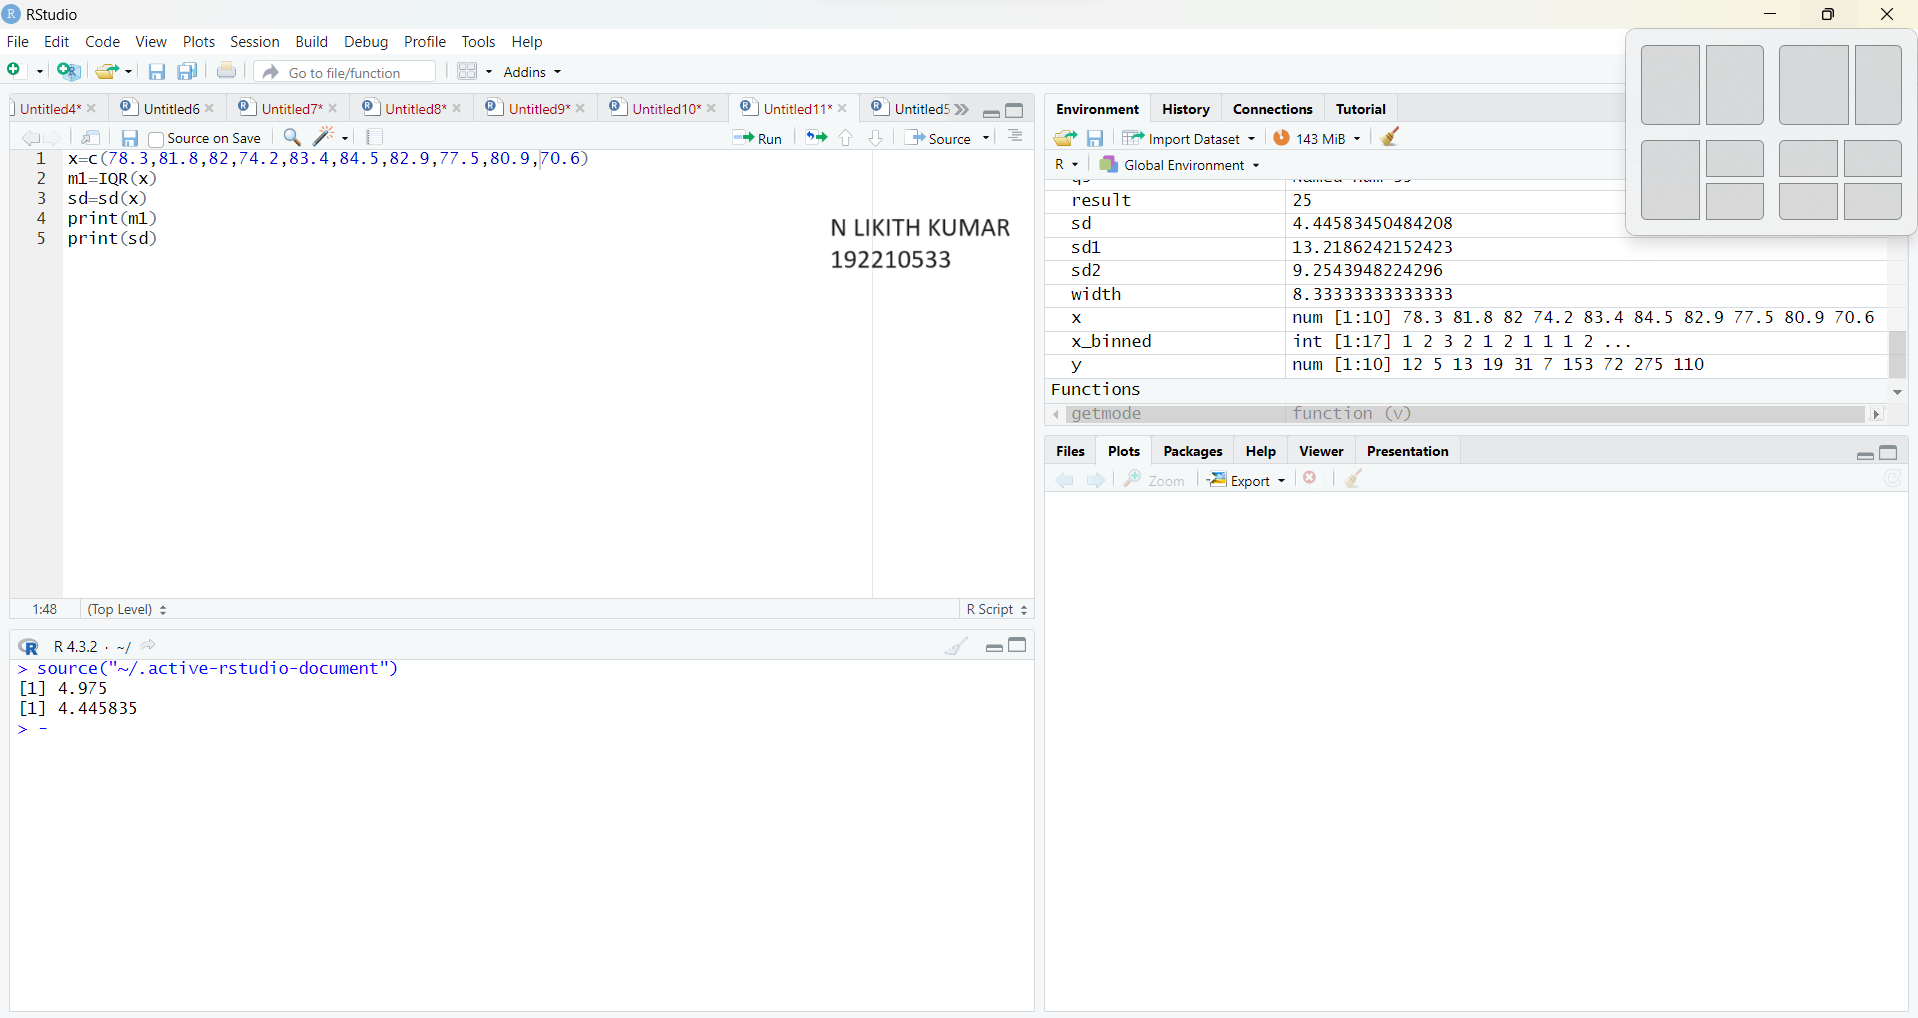 RStudio
File Edit Code View Plots Session Build Debug Profile Tools Help
Go to file/function Addins
Untitled4* Untitled6 Untitled7* Untitled8* Untitled9* Untitled10* Untitled11* Untitled5
Source on Save Run Source
1 x=c(78.3,81.8,82,74.2,83.4,84.5,82.9,77.5,80.9,70.6)
2 m1=IQR(x)
3 sd=sd(x)
4 print(m1)
5 print(sd)
N LIKITH KUMAR
192210533
1:48 (Top Level) R Script
R 4.3.2 · ~/
> source("~/.active-rstudio-document")
[1] 4.975
[1] 4.445835
>
Environment History Connections Tutorial
Import Dataset 143 MiB
R Global Environment
result 25
sd 4.44583450484208
sd1 13.2186242152423
sd2 9.2543948224296
width 8.33333333333333
x num [1:10] 78.3 81.8 82 74.2 83.4 84.5 82.9 77.5 80.9 70.6
x_binned int [1:17] 1 2 3 2 1 2 1 1 1 2 ...
y num [1:10] 12 5 13 19 31 7 153 72 275 110
Functions
getmode function (v)
Files Plots Packages Help Viewer Presentation
Zoom Export